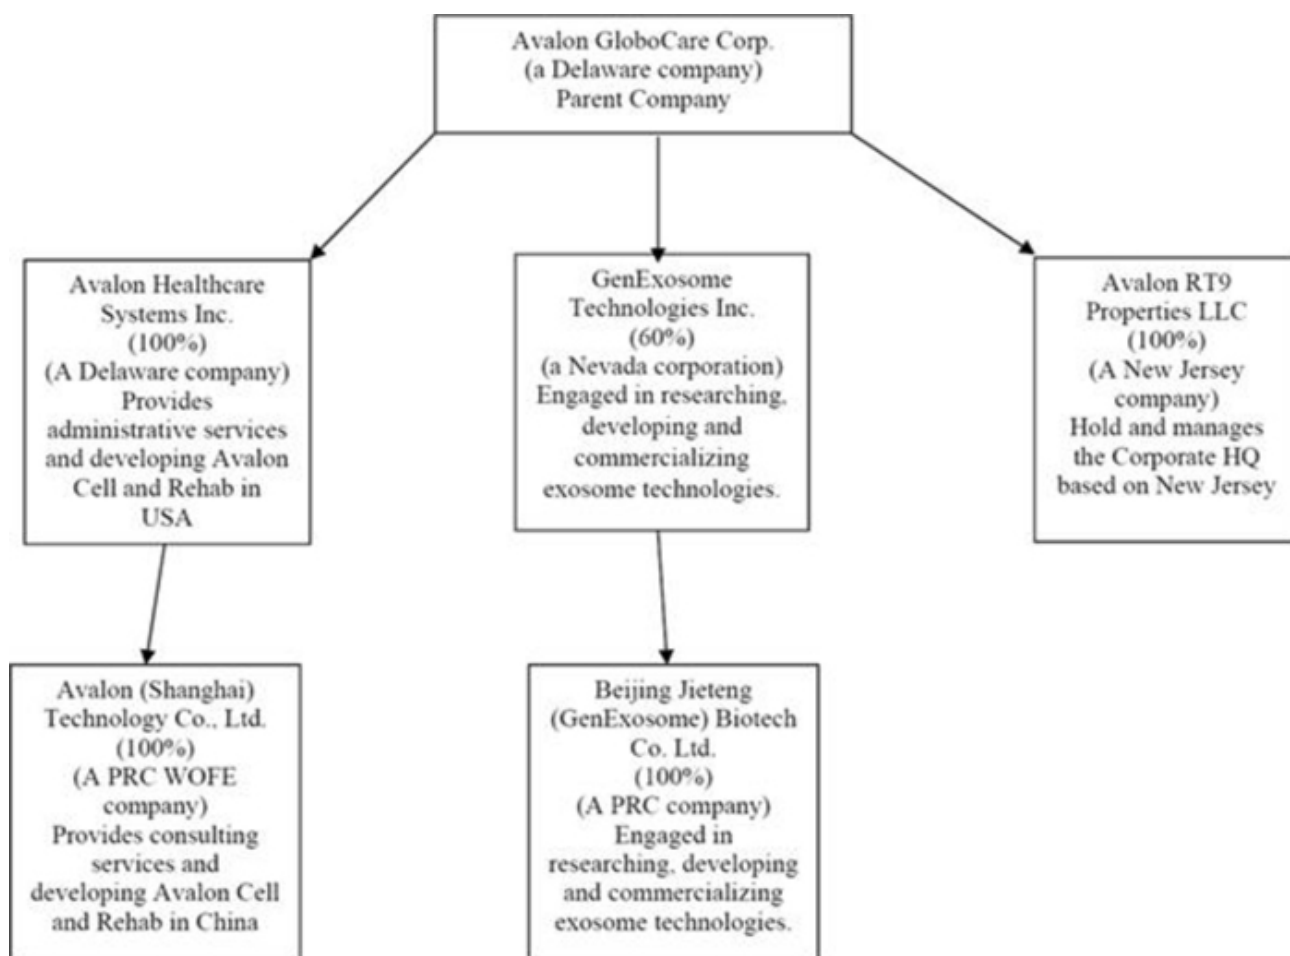 Avalon GloboCare Corp.
(a Delaware company)
Parent Company
Avalon Healthcare
Systems Inc.
(100%)
(A Delaware company)
Provides
administrative services
and developing Avalon
Cell and Rehab in
USA
GenExosome
Technologies Inc.
(60%)
(a Nevada corporation)
Engaged in researching,
developing and
commercializing
exosome technologies.
Avalon RT9
Properties LLC
(100%)
(A New Jersey
company)
Hold and manages
the Corporate HQ
based on New Jersey
Avalon (Shanghai)
Technology Co., Ltd.
(100%)
(A PRC WOFE
company)
Provides consulting
services and
developing Avalon Cell
and Rehab in China
Beijing Jieteng
(GenExosome) Biotech
Co. Ltd.
(100%)
(A PRC company)
Engaged in
researching, developing
and commercializing
exosome technologies.